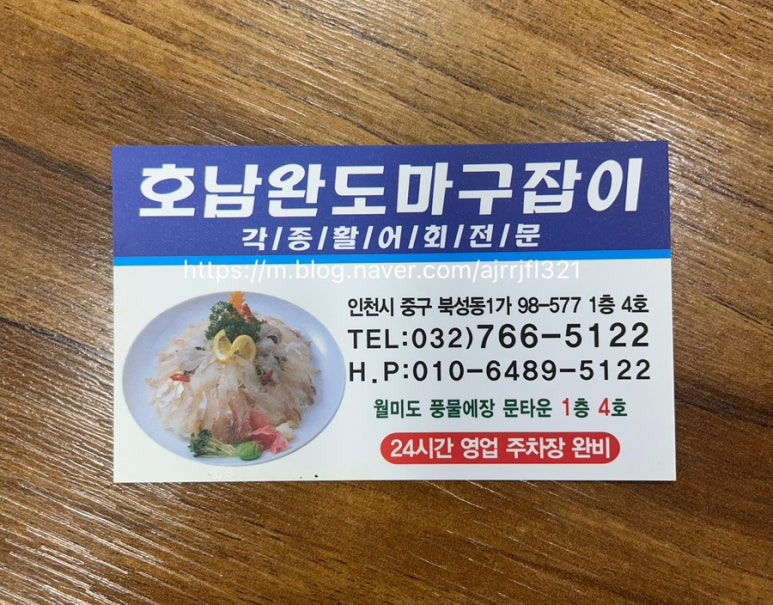 호남완도마구잡이
각/종/활/어/회/전/문
https://m.blog.naver.com/ajrrjfl321
인천시 중구 북성동1가 98-577 1층 4호
TEL:032)766-5122
H.P:010-6489-5122
월미도 풍물에장 문타운 1층 4호
24시간 영업 주차장 완비